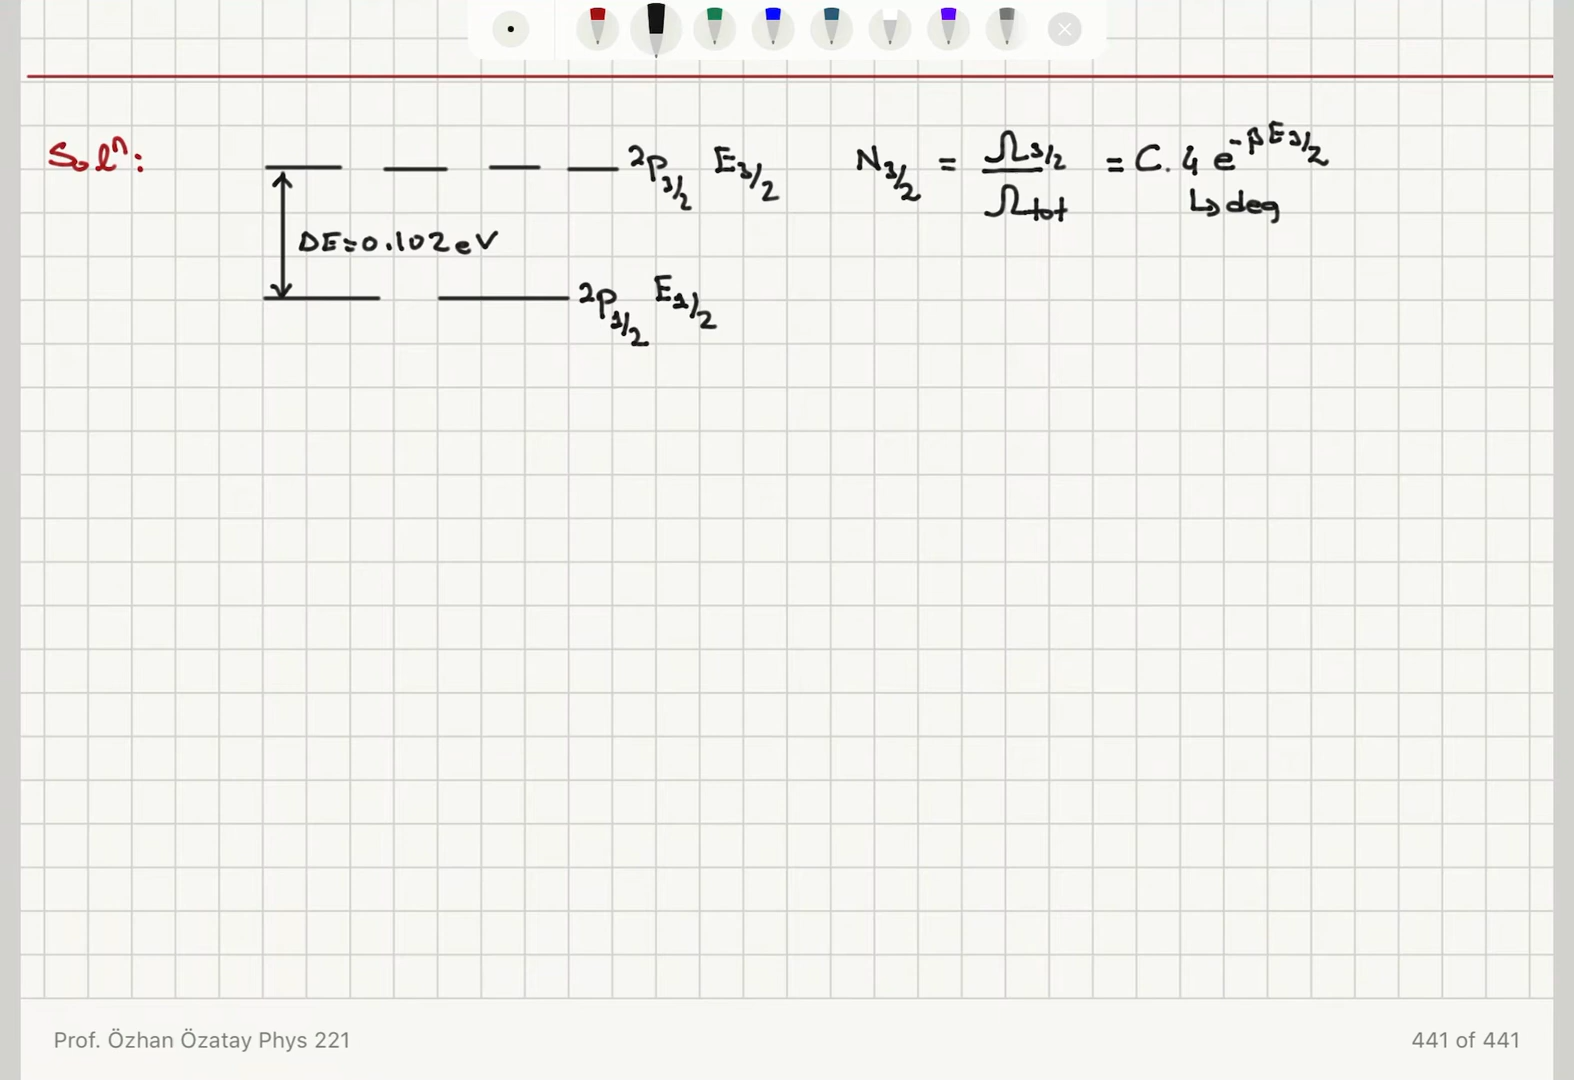 Solⁿ: ²P₃/₂ E₃/₂ N₃/₂ = Ω₃/₂ / Ωtot = C. 4 e^-βE₃/₂
↳ deg
ΔE=0.102eV
²P₁/₂ E₁/₂
Prof. Özhan Özatay Phys 221
441 of 441